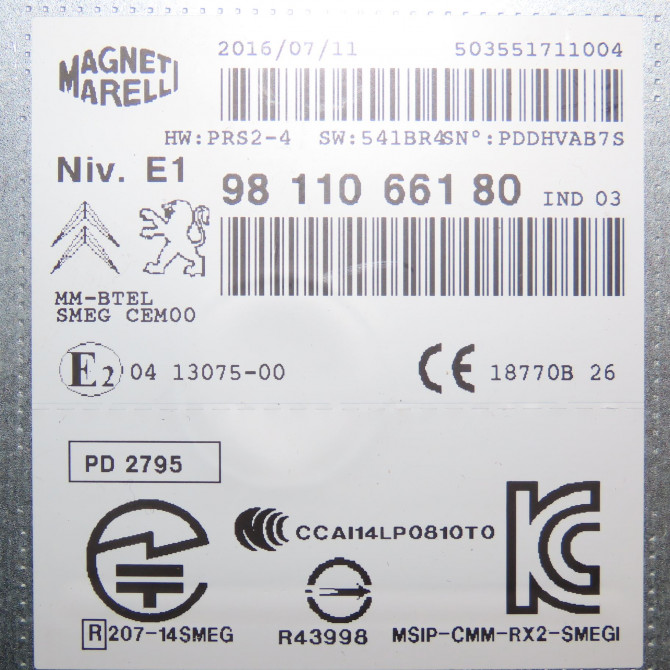 MAGNETI
MARELLI
2016/07/11 503551711004
HW:PRS2-4 SW:541BR4SN°:PDDHVAB7S
Niv. E1
98 110 661 80 IND 03
MM-BTEL
SMEG CEM00
E2 04 13075-00 CE 18770B 26
PD 2795
CCAI14LP0810T0
R 207-14SMEG R43998 MSIP-CMM-RX2-SMEGI